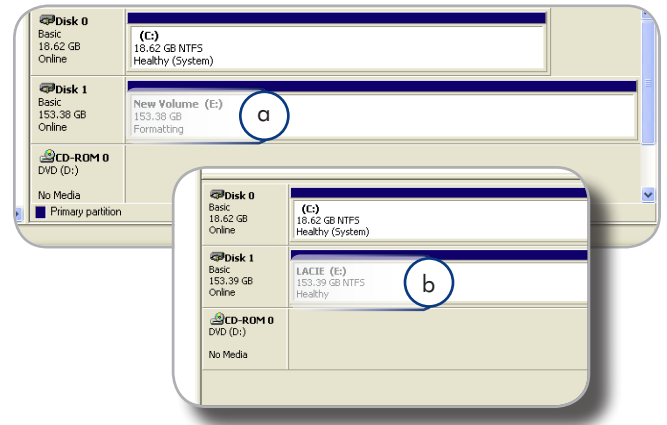 Disk 0
Basic
18.62 GB
Online
(C:)
18.62 GB NTFS
Healthy (System)
Disk 1
Basic
153.38 GB
Online
New Volume (E:)
153.38 GB
Formatting
a
CD-ROM 0
DVD (D:)
No Media
Primary partition
Disk 0
Basic
18.62 GB
Online
(C:)
18.62 GB NTFS
Healthy (System)
Disk 1
Basic
153.39 GB
Online
LACIE (E:)
153.39 GB NTFS
Healthy
b
CD-ROM 0
DVD (D:)
No Media